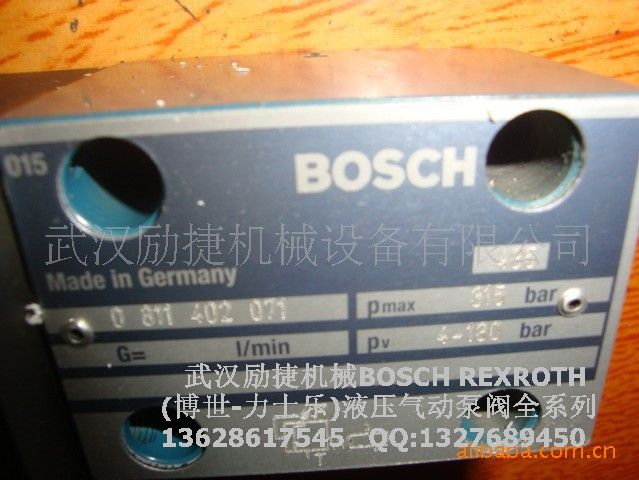 015
BOSCH
武汉励捷机械设备有限公司
Made in Germany
0 811 402 071
pmax 315 bar
G= l/min
pv 4-180 bar
武汉励捷机械BOSCH REXROTH
(博世-力士乐)液压气动泵阀全系列
13628617545 QQ:1327689450
alibaba.com.cn